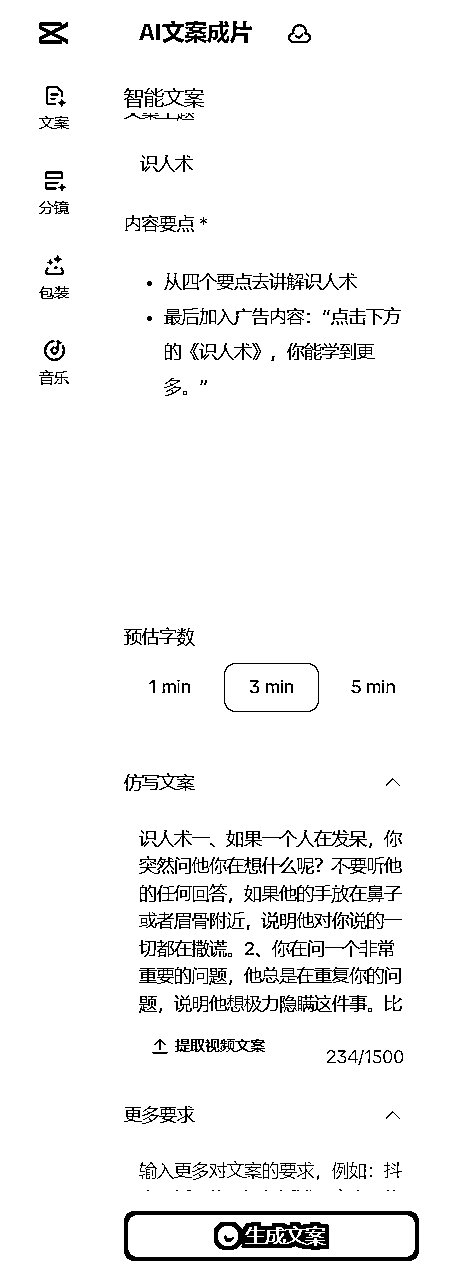 AI文案成片
智能文案
文案
识人术
分镜
内容要点 *
从四个要点去讲解识人术
包装
最后加入广告内容：“点击下方
的《识人术》，你能学到更
多。”
音乐
预估字数
1 min 3 min 5 min
仿写文案
识人术一、如果一个人在发呆，你
突然问他你在想什么呢？不要听他
的任何回答，如果他的手放在鼻子
或者眉骨附近，说明他对你说的一
切都在撒谎。2、你在问一个非常
重要的问题，他总是在重复你的问
题，说明他想极力隐瞒这件事。比
提取视频文案
234/1500
更多要求
输入更多对文案的要求，例如：抖
生成文案